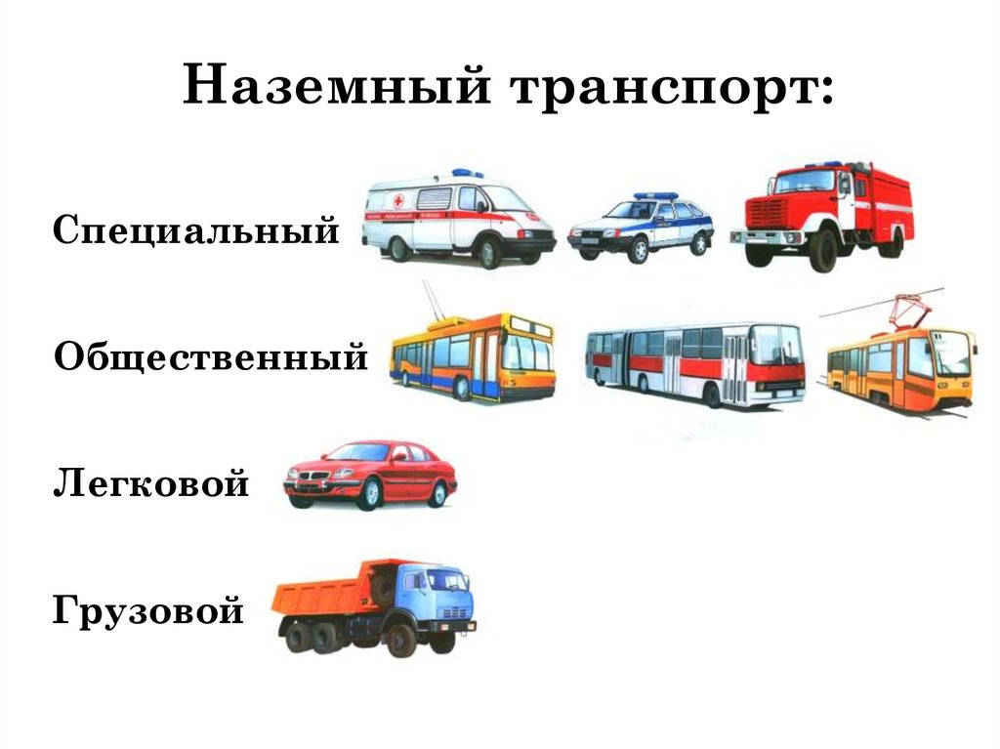 Наземный транспорт:
Специальный
Общественный
Легковой
Грузовой